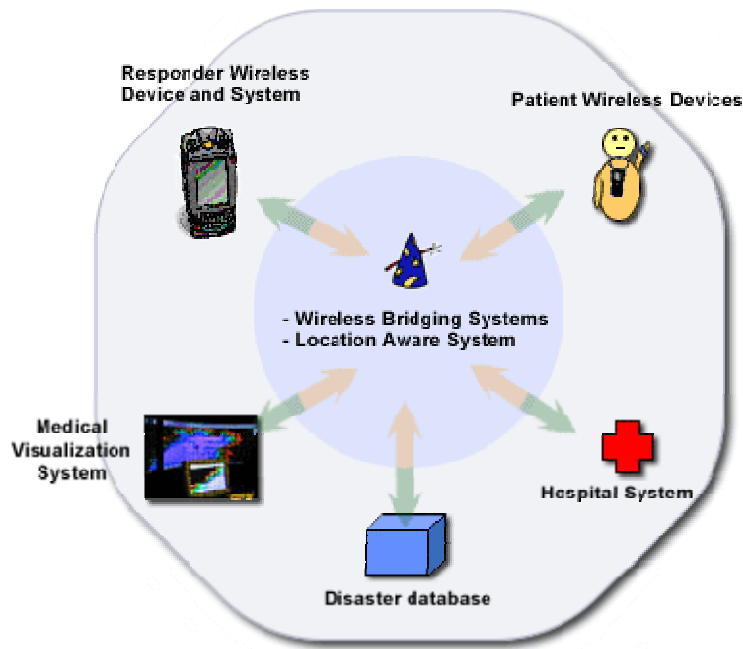 Responder Wireless
Device and System
Patient Wireless Devices
- Wireless Bridging Systems
- Location Aware System
Medical
Visualization
System
Hospital System
Disaster database